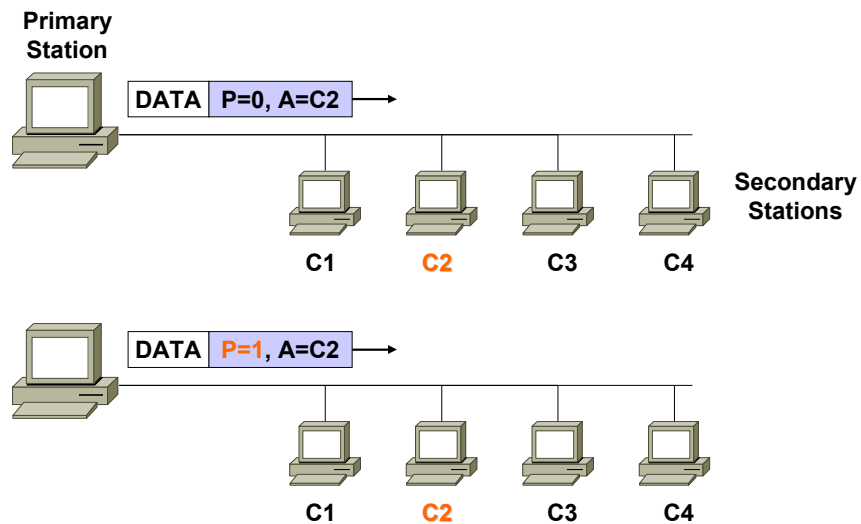 Primary
Station
DATA P=0, A=C2
Secondary
Stations
C1 C2 C3 C4
DATA P=1, A=C2
C1 C2 C3 C4